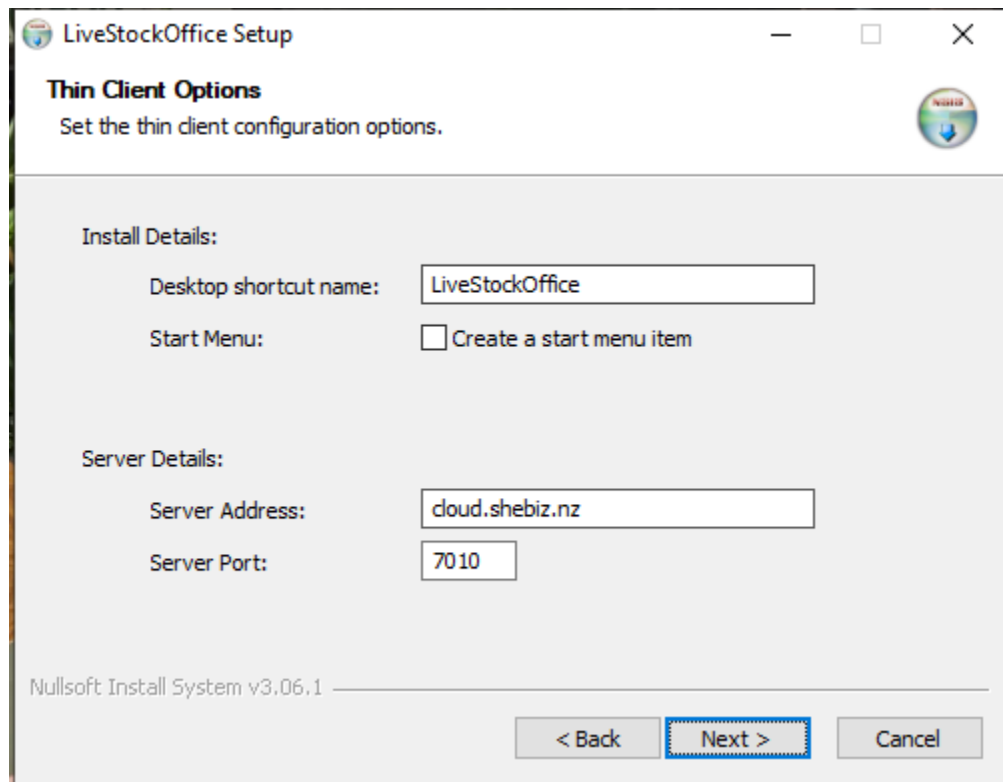 LiveStockOffice Setup
Thin Client Options
Set the thin client configuration options.
Install Details:
Desktop shortcut name: LiveStockOffice
Start Menu: Create a start menu item
Server Details:
Server Address: cloud.shebiz.nz
Server Port: 7010
Nullsoft Install System v3.06.1
< Back Next > Cancel